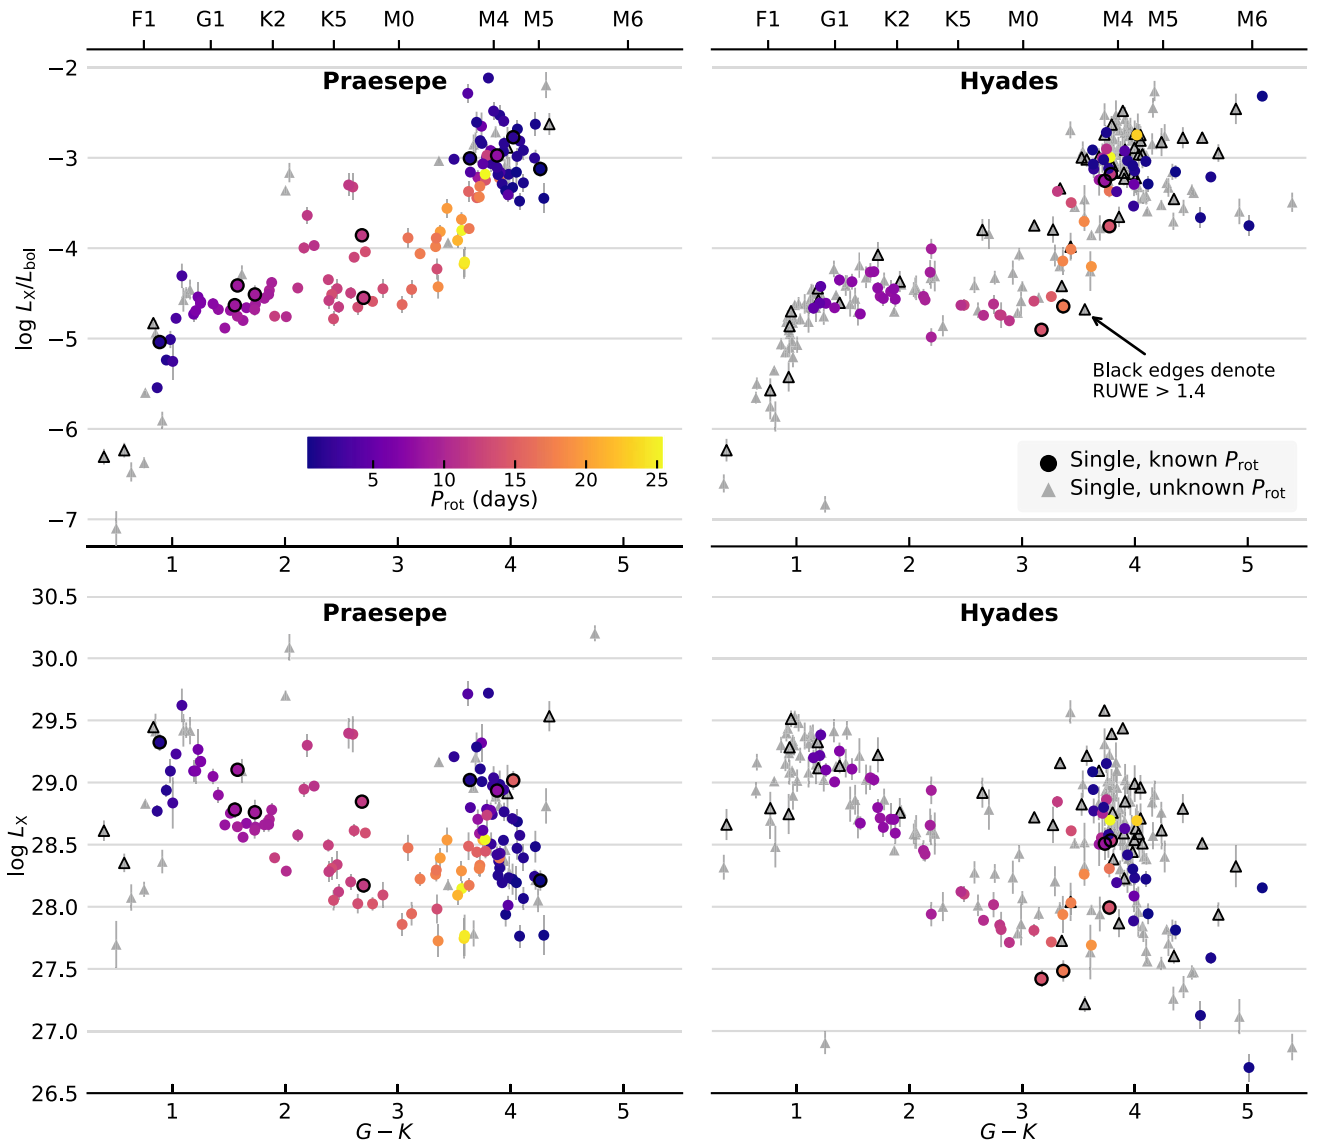 F1 G1 K2 K5 M0 M4 M5 M6
F1 G1 K2 K5 M0 M4 M5 M6
Praesepe
Hyades
−2
−3
−4
−5
−6
−7
log L_X/L_bol
Black edges denote
RUWE > 1.4
5 10 15 20 25
P_rot (days)
Single, known P_rot
Single, unknown P_rot
1 2 3 4 5
1 2 3 4 5
Praesepe
Hyades
30.5
30.0
29.5
29.0
28.5
28.0
27.5
27.0
26.5
log L_X
1 2 3 4 5
1 2 3 4 5
G − K
G − K